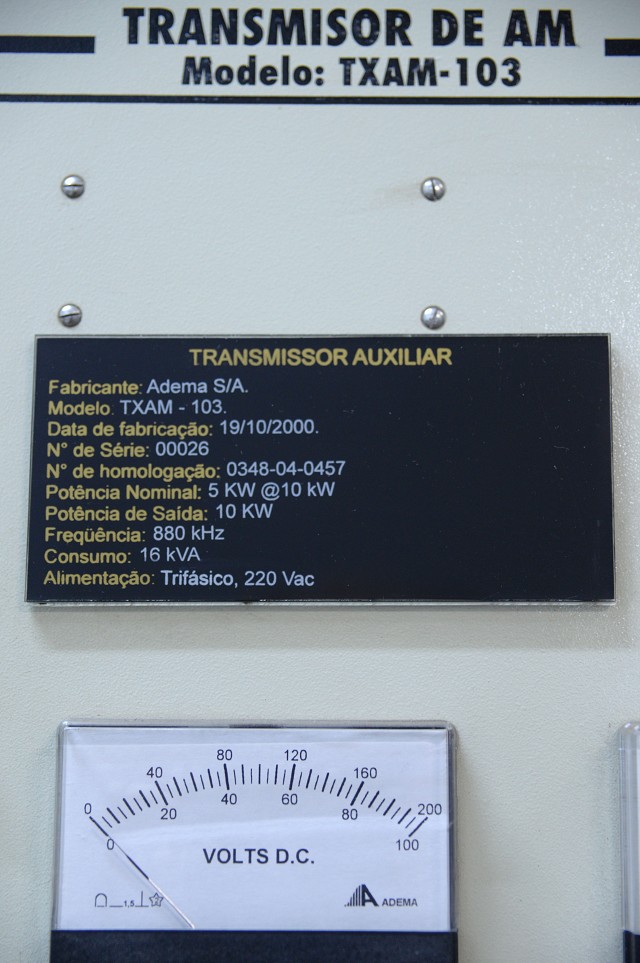 TRANSMISOR DE AM
Modelo: TXAM-103
TRANSMISSOR AUXILIAR
Fabricante: Adema S/A.
Modelo. TXAM - 103.
Data de fabricação: 19/10/2000.
N° de Série: 00026
N° de homologação: 0348-04-0457
Potência Nominal: 5 KW @10 kW
Potência de Saída: 10 KW
Freqüência: 880 kHz
Consumo: 16 kVA
Alimentação: Trifásico, 220 Vac
0 40 80 120 160 200
0 20 40 60 80 100
VOLTS D.C.
1,5
ADEMA